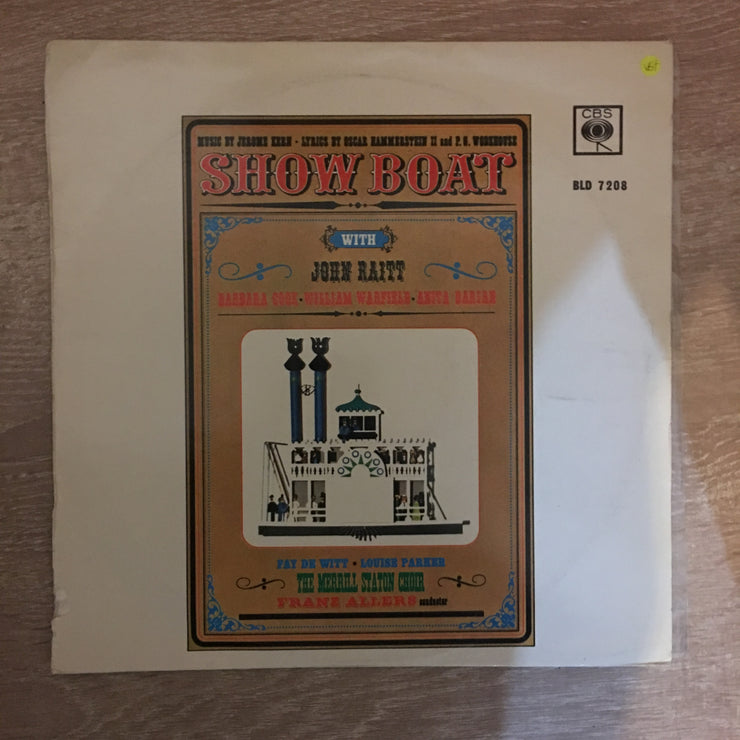 MUSIC BY JEROME KERN • LYRICS BY OSCAR HAMMERSTEIN II and P. G. WODEHOUSE
SHOW BOAT
WITH
JOHN RAITT
BARBARA COOK • WILLIAM WARFIELD • ANITA DARIAN
FAY DE WITT • LOUISE PARKER
THE MERRILL STATON CHOIR
FRANZ ALLERS conductor
CBS
BLD 7208